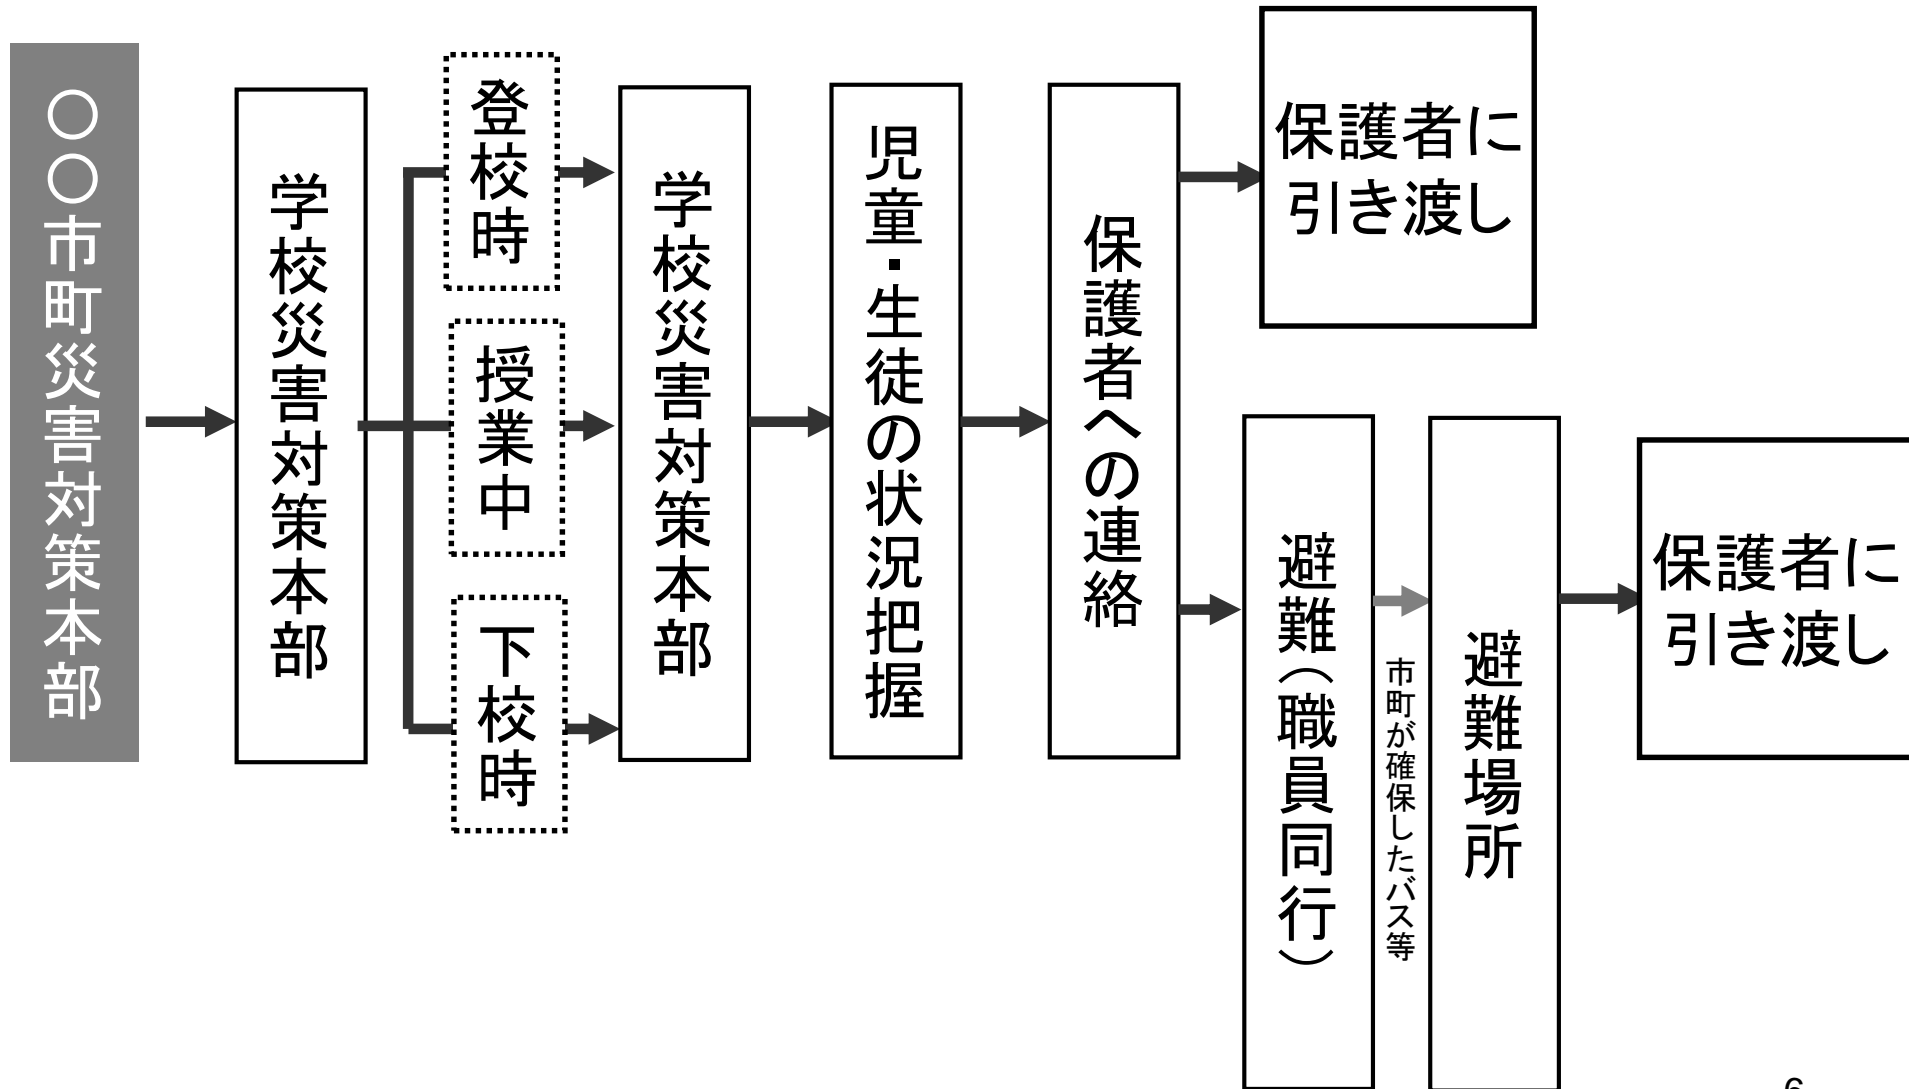 〇〇市町災害対策本部
学校災害対策本部
登校時
授業中
下校時
学校災害対策本部
児童・生徒の状況把握
保護者への連絡
保護者に
引き渡し
避難（職員同行）
市町が確保したバス等
避難場所
保護者に
引き渡し
6